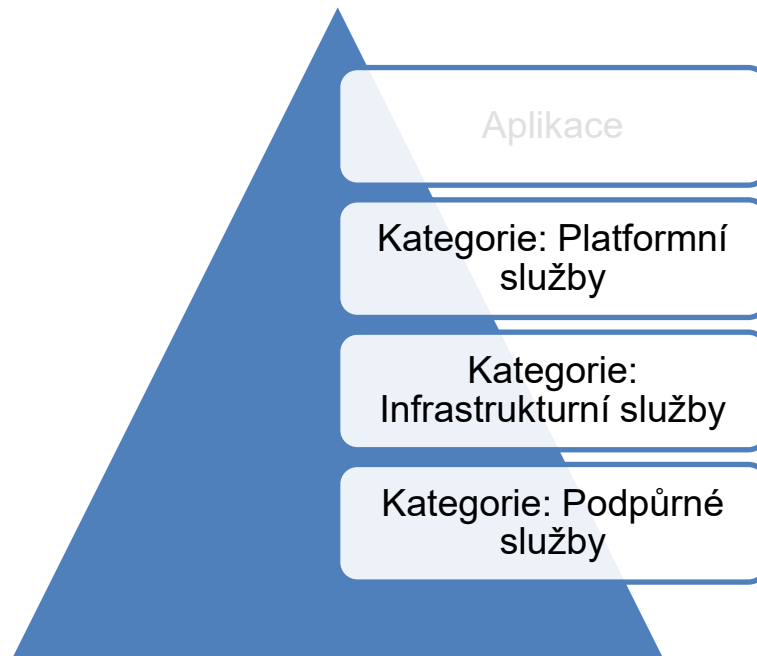 Aplikace
Kategorie: Platformní
služby
Kategorie:
Infrastrukturní služby
Kategorie: Podpůrné
služby